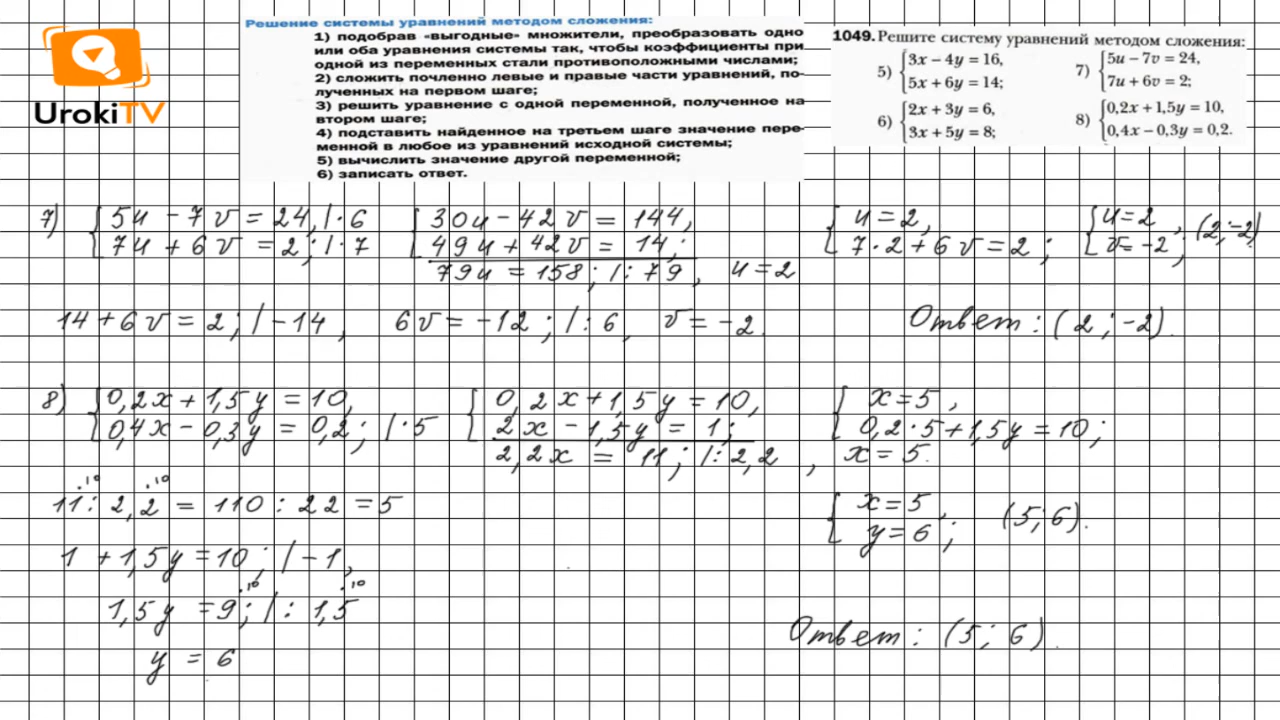 UrokiTV
Решение системы уравнений методом сложения:
1) подобрав «выгодные» множители, преобразовать одно
или оба уравнения системы так, чтобы коэффициенты при
одной из переменных стали противоположными числами;
2) сложить почленно левые и правые части уравнений, по-
лученных на первом шаге;
3) решить уравнение с одной переменной, полученное на
втором шаге;
4) подставить найденное на третьем шаге значение пере-
менной в любое из уравнений исходной системы;
5) вычислить значение другой переменной;
6) записать ответ.
1049. Решите систему уравнений методом сложения:
5) { 3x − 4y = 16,
5x + 6y = 14;
7) { 5u − 7v = 24,
7u + 6v = 2;
6) { 2x + 3y = 6,
3x + 5y = 8;
8) { 0,2x + 1,5y = 10,
0,4x − 0,3y = 0,2.
7) { 5u − 7v = 24, | · 6
7u + 6v = 2; | · 7
{ 30u − 42v = 144,
49u + 42v = 14;
79u = 158; | : 79, u = 2
{ u = 2,
7 · 2 + 6v = 2;
{ u = 2
v = −2; (2; −2)
14 + 6v = 2; | − 14, 6v = −12; | : 6, v = −2.
Ответ: (2; −2).
8) { 0,2x + 1,5y = 10,
0,4x − 0,3y = 0,2; | · 5
{ 0,2x + 1,5y = 10,
2x − 1,5y = 1;
2,2x = 11; | : 2,2, x = 5.
{ x = 5,
0,2 · 5 + 1,5y = 10;
·10 ·10
11 : 2,2 = 110 : 22 = 5
{ x = 5,
y = 6; (5; 6).
1 + 1,5y = 10; | − 1,
·10 ·10
1,5y = 9; | : 1,5
y = 6
Ответ: (5; 6).